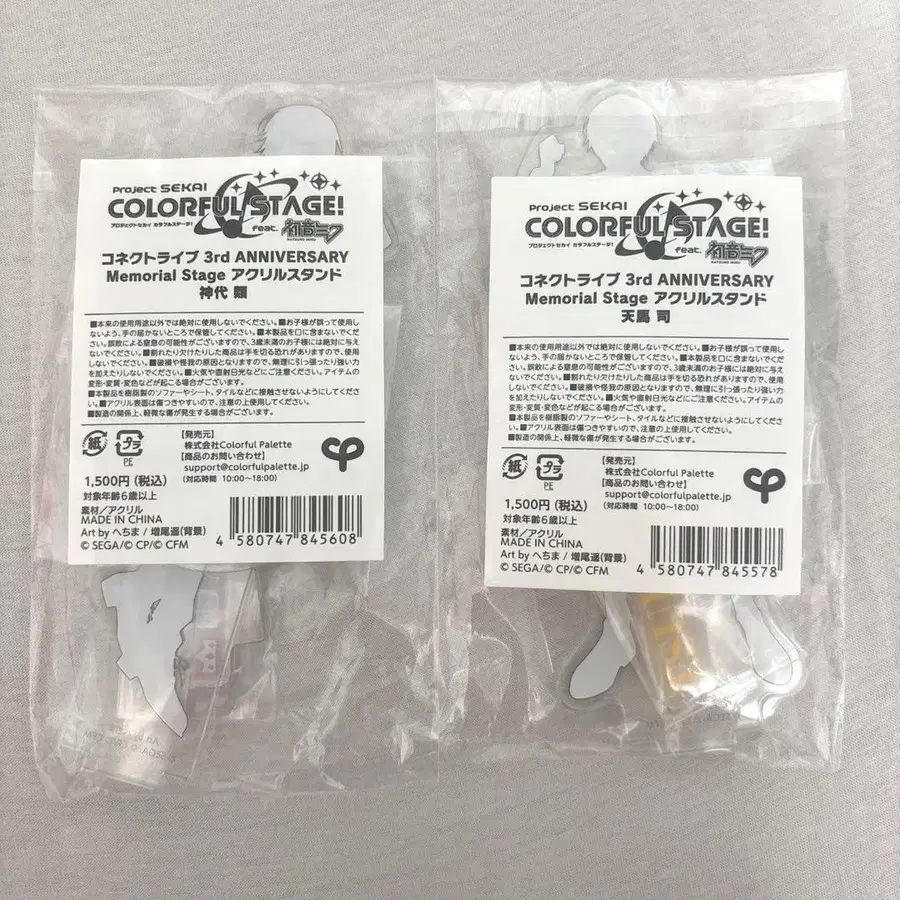 Project SEKAI
COLORFUL STAGE!
プロジェクトセカイ カラフルステージ!
feat. 初音ミク
HATSUNE MIKU
コネクトライブ 3rd ANNIVERSARY
Memorial Stage アクリルスタンド
神代 類
■本来の使用用途以外では絶対に使用しないでください。■お子様が誤って使用し
ないよう、手の届かないところで保管してください。■本製品を口に含まないでくだ
さい。誤飲による窒息の可能性がございますので、3歳未満のお子様には絶対に与え
ないでください。■割れたり欠けたりした商品は手を切る恐れがありますので、使用
しないでください。■破損や怪我の原因となりますので、無理に引っ張ったり強い力
を加えたりしないでください。■火気や直射日光などにご注意ください。アイテムの
変形・変質・変色などが起こる場合がございます。
■本製品を樹脂製のソファーやシート、タイルなどに接触させないようにしてくださ
い。■アクリル表面は傷つきやすいので、注意の上使用してください。
■製造の関係上、軽微な傷が発生する場合がございます。
紙
プラ
PE
【発売元】
株式会社Colorful Palette
【商品のお問い合わせ】
support@colorfulpalette.jp
(対応時間 10:00~18:00)
1,500円(税込)
対象年齢6歳以上
素材/アクリル
MADE IN CHINA
Art by へちま / 増尾遥(背景)
© SEGA/© CP/© CFM
4 580747 845608
Project SEKAI
COLORFUL STAGE!
プロジェクトセカイ カラフルステージ!
feat. 初音ミク
HATSUNE MIKU
コネクトライブ 3rd ANNIVERSARY
Memorial Stage アクリルスタンド
天馬 司
■本来の使用用途以外では絶対に使用しないでください。■お子様が誤って使用し
ないよう、手の届かないところで保管してください。■本製品を口に含まないでくだ
さい。誤飲による窒息の可能性がございますので、3歳未満のお子様には絶対に与え
ないでください。■割れたり欠けたりした商品は手を切る恐れがありますので、使用
しないでください。■破損や怪我の原因となりますので、無理に引っ張ったり強い力
を加えたりしないでください。■火気や直射日光などにご注意ください。アイテムの
変形・変質・変色などが起こる場合がございます。
■本製品を樹脂製のソファーやシート、タイルなどに接触させないようにしてくださ
い。■アクリル表面は傷つきやすいので、注意の上使用してください。
■製造の関係上、軽微な傷が発生する場合がございます。
紙
プラ
PE
【発売元】
株式会社Colorful Palette
【商品のお問い合わせ】
support@colorfulpalette.jp
(対応時間 10:00~18:00)
1,500円(税込)
対象年齢6歳以上
素材/アクリル
MADE IN CHINA
Art by へちま / 増尾遥(背景)
© SEGA/© CP/© CFM
4 580747 845578